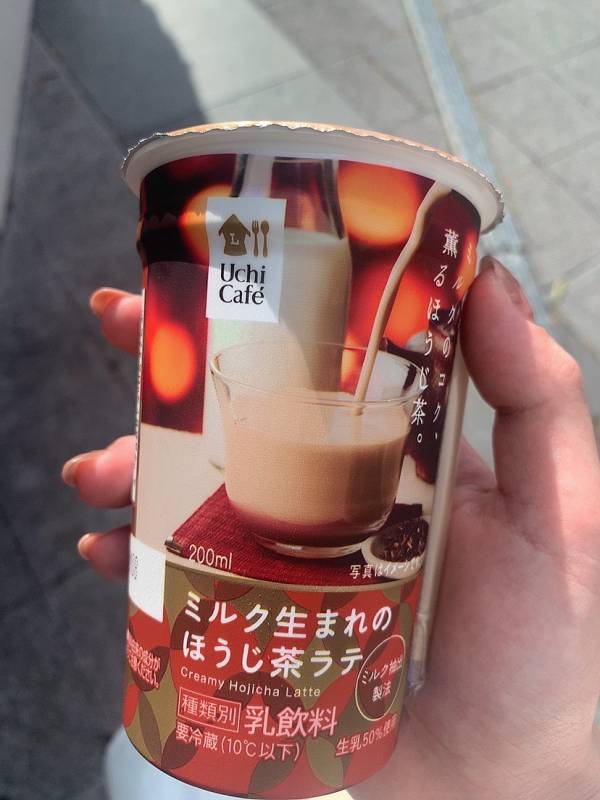 Uchi
Café
ミルクのコク、
薫るほうじ茶。
200ml
写真はイメージで
ミルク生まれの
ほうじ茶ラテ
Creamy Hojicha Latte
ミルク抽出
製法
種類別 乳飲料
要冷蔵(10℃以下)
生乳50%使用